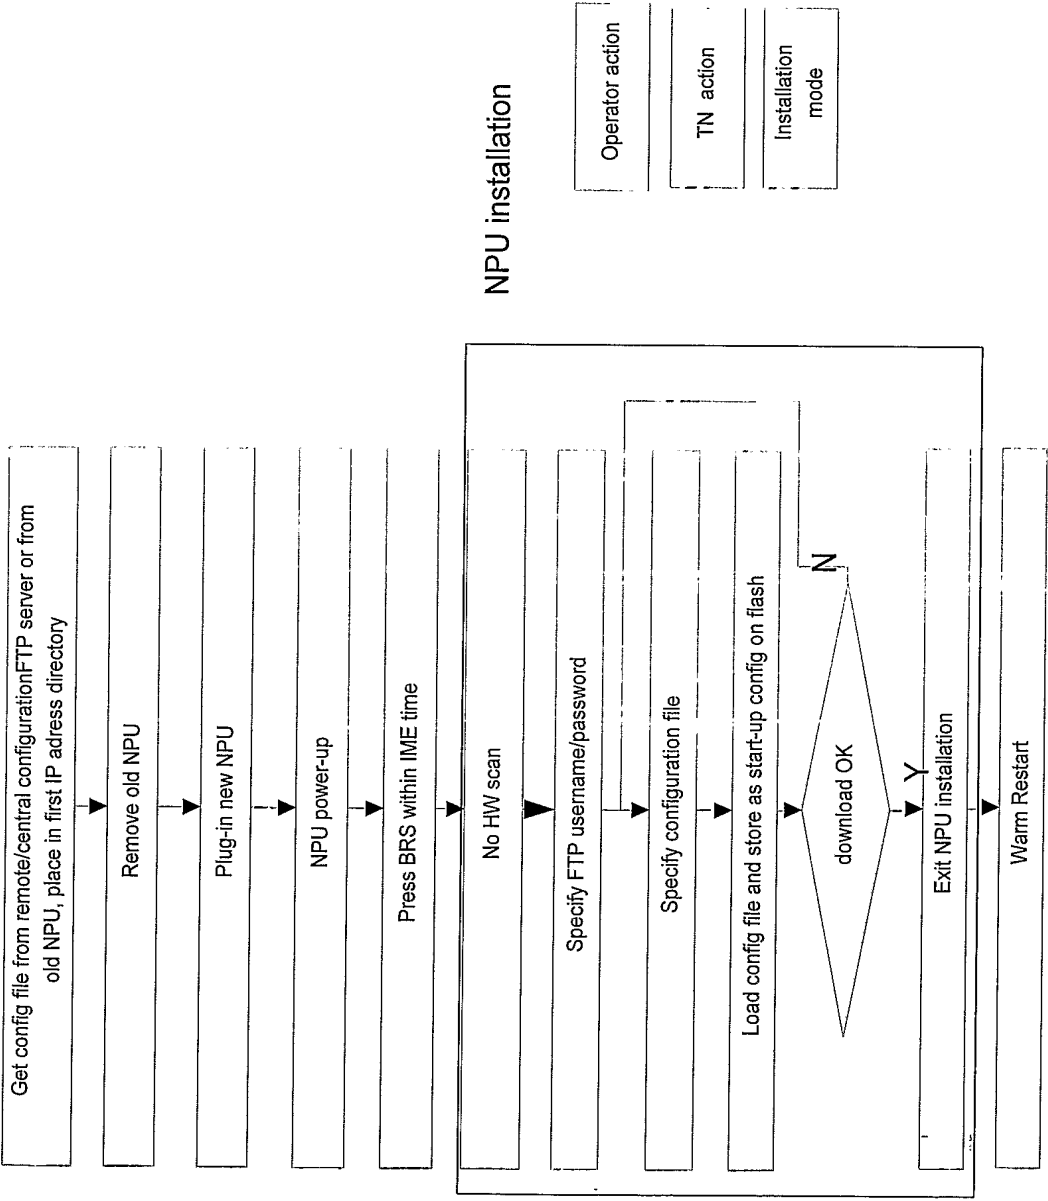 Get config file from remote/central configurationFTP server or from
old NPU, place in first IP adress directory
Remove old NPU
Plug-in new NPU
NPU power-up
Press BRS within IME time
No HW scan
Specify FTP username/password
Specify configuration file
Load config file and store as start-up config on flash
download OK
N
Y
Exit NPU installation
Warm Restart
NPU installation
Operator action
TN action
Installation
mode